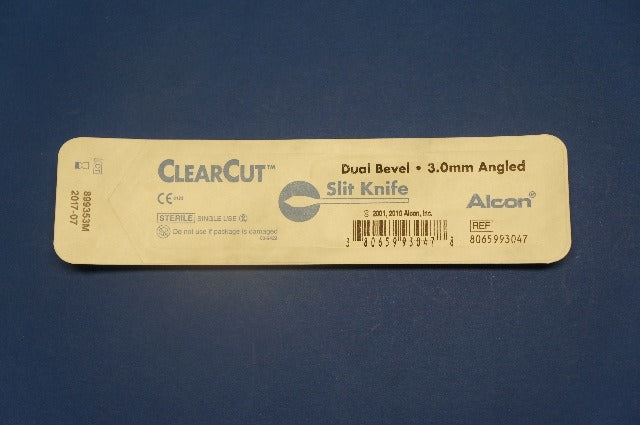 CLEARCUT™
Dual Bevel • 3.0mm Angled
Slit Knife
CE
STERILE SINGLE USE
Do not use if package is damaged
© 2001, 2010 Alcon, Inc.
3 80659 93047 8
Alcon®
REF
8065993047
LOT
899353M
2017-07